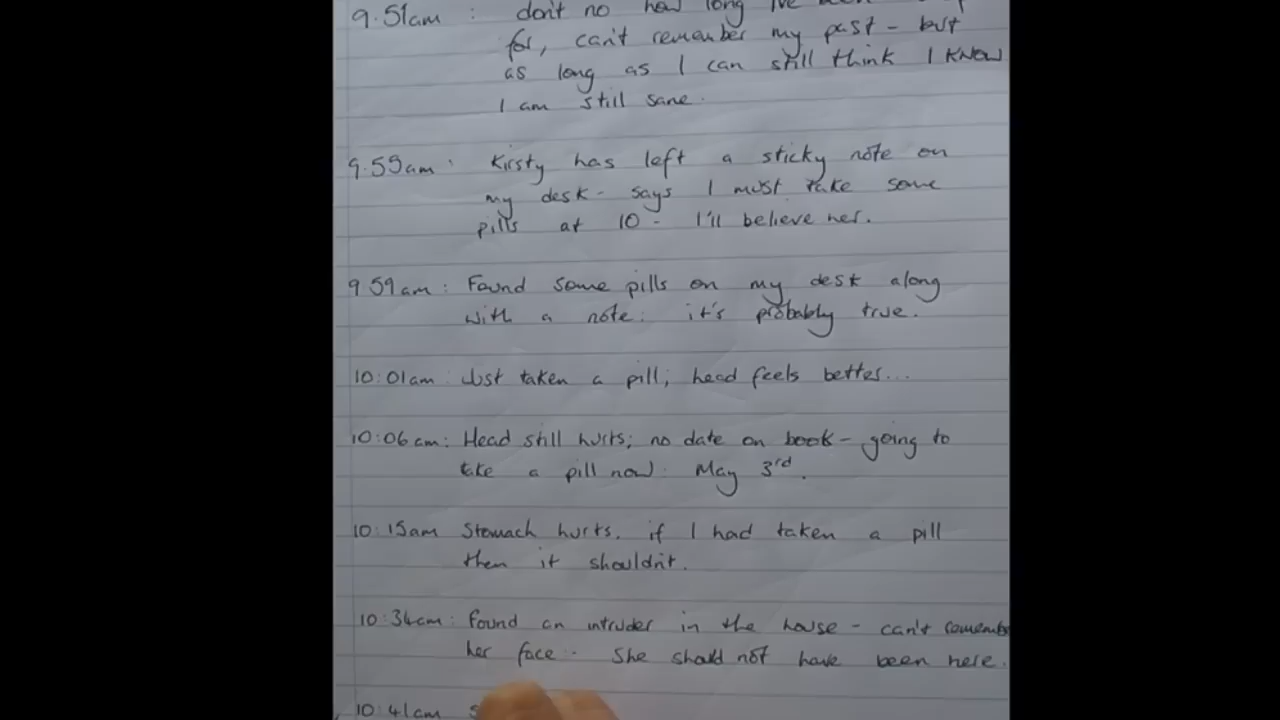 9.51am : don't no how long I've
for, can't remember my past - but
as long as I can still think I KNOW
I am still sane.
9.55am : Kirsty has left a sticky note on
my desk - says I must take some
pills at 10 - I'll believe her.
9 59am : Found some pills on my desk along
with a note: it's probably true.
10:01am : Just taken a pill; head feels better...
10:06am : Head still hurts; no date on book - going to
take a pill now. May 3rd.
10:15am Stomach hurts. if I had taken a pill
then it shouldn't.
10:34am : Found an intruder in the house - can't remember
her face - She should not have been here.
10:41am